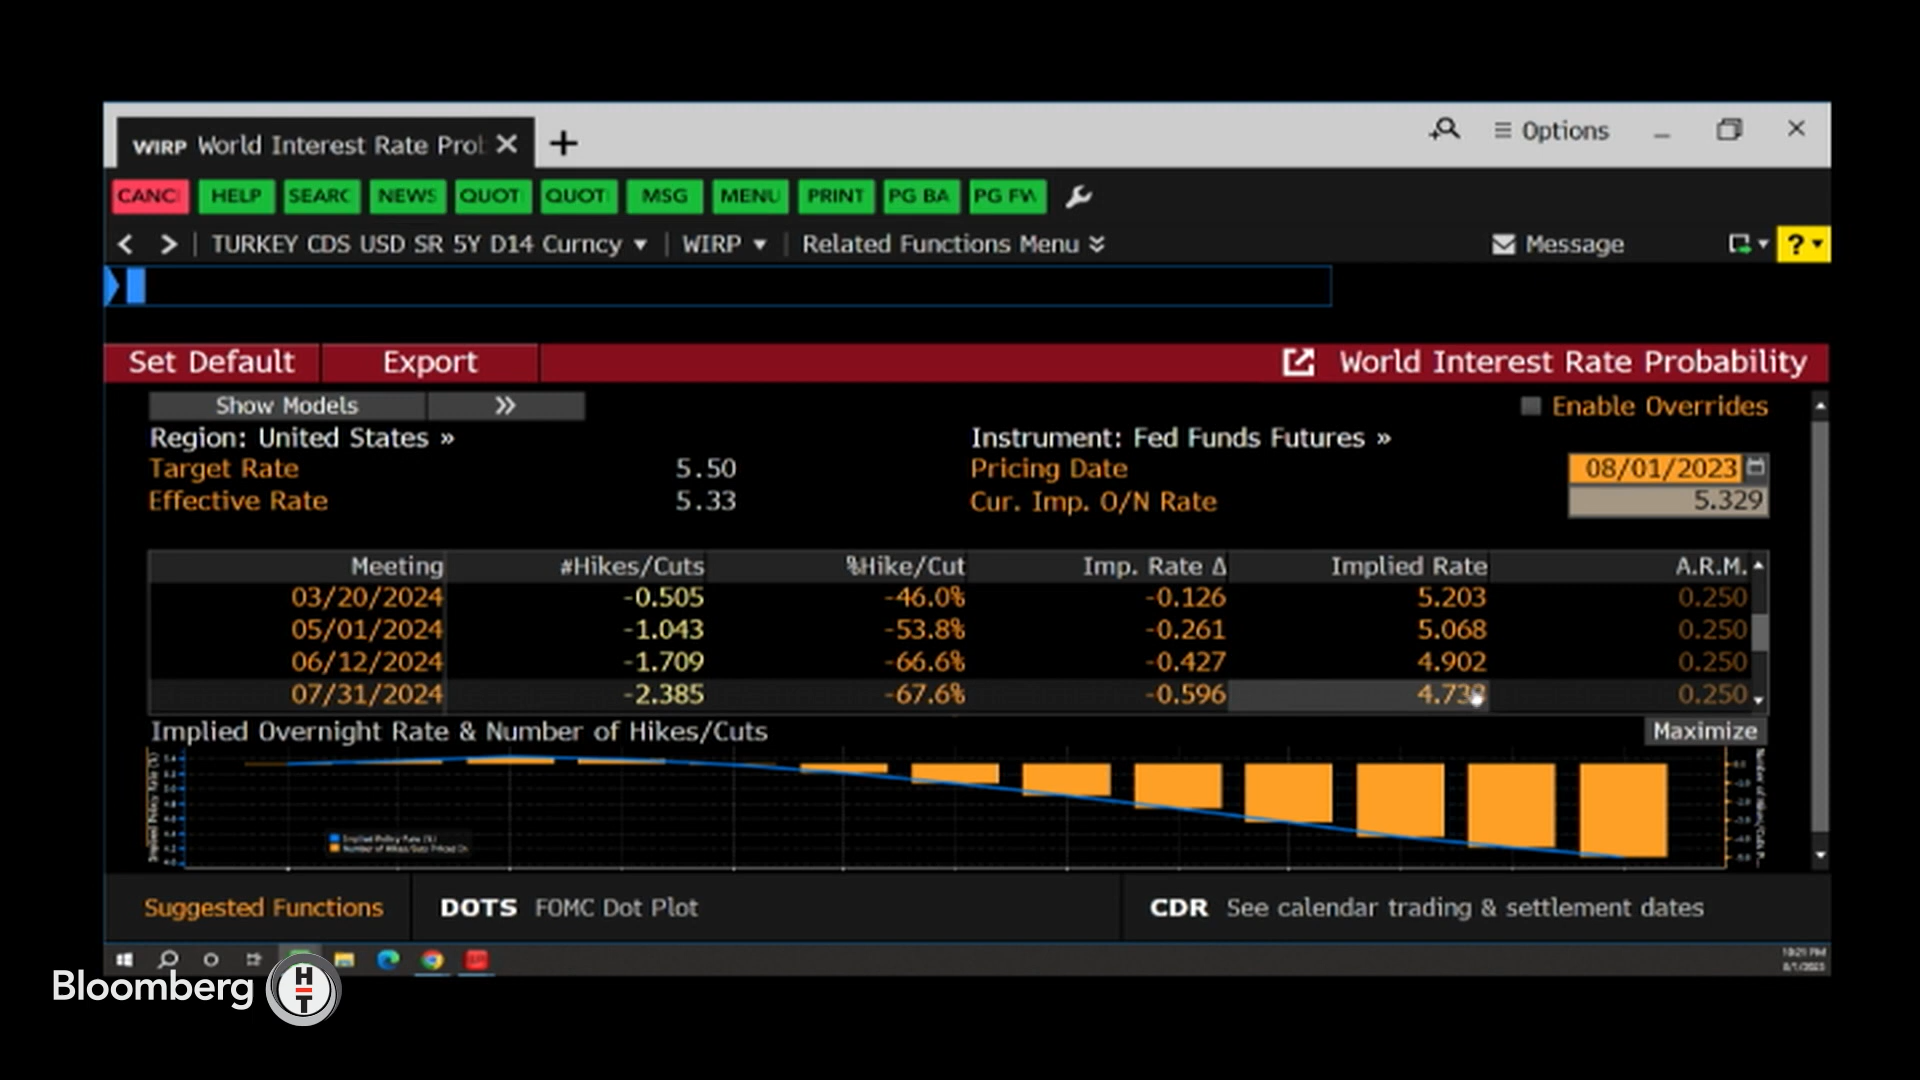 WIRP World Interest Rate Pro
Options
CANC HELP SEARC NEWS QUOT QUOT MSG MENU PRINT PG BA PG FW
TURKEY CDS USD SR 5Y D14 Curncy WIRP Related Functions Menu Message ?
Set Default Export World Interest Rate Probability
Show Models » Enable Overrides
Region: United States » Instrument: Fed Funds Futures »
Target Rate 5.50 Pricing Date 08/01/2023
Effective Rate 5.33 Cur. Imp. O/N Rate 5.329
Meeting #Hikes/Cuts %Hike/Cut Imp. Rate Δ Implied Rate A.R.M.
03/20/2024 -0.505 -46.0% -0.126 5.203 0.250
05/01/2024 -1.043 -53.8% -0.261 5.068 0.250
06/12/2024 -1.709 -66.6% -0.427 4.902 0.250
07/31/2024 -2.385 -67.6% -0.596 0.250
Implied Overnight Rate & Number of Hikes/Cuts Maximize
Implied Policy Rate (%)
Suggested Functions DOTS FOMC Dot Plot CDR See calendar trading & settlement dates
Bloomberg HT